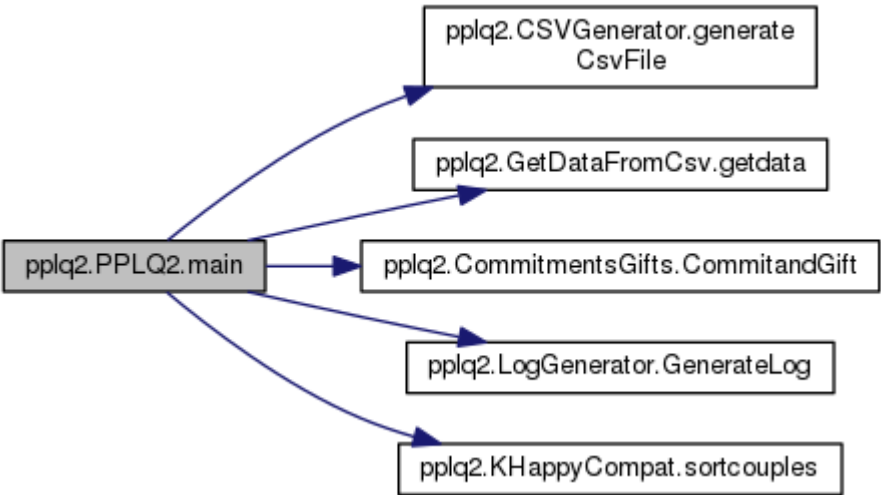 pplq2.CSVGenerator.generate
CsvFile
pplq2.GetDataFromCsv.getdata
pplq2.PPLQ2.main
pplq2.CommitmentsGifts.CommitandGift
pplq2.LogGenerator.GenerateLog
pplq2.KHappyCompat.sortcouples